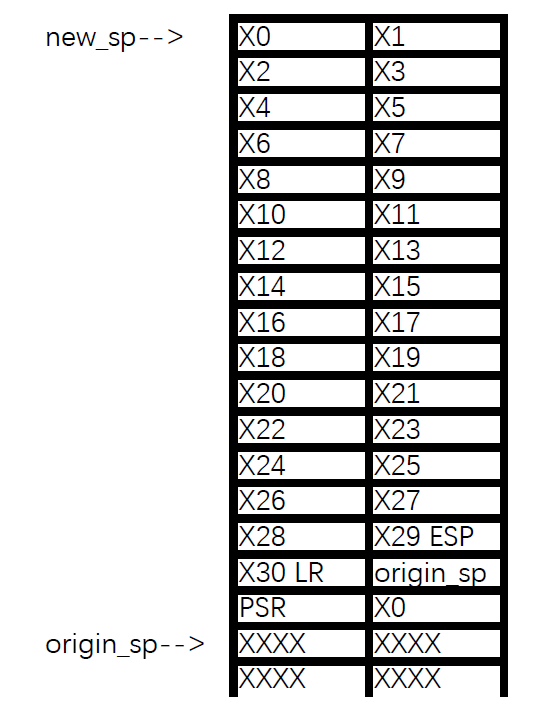 new_sp--> X0 X1
X2 X3
X4 X5
X6 X7
X8 X9
X10 X11
X12 X13
X14 X15
X16 X17
X18 X19
X20 X21
X22 X23
X24 X25
X26 X27
X28 X29 ESP
X30 LR origin_sp
PSR X0
origin_sp--> XXXX XXXX
XXXX XXXX